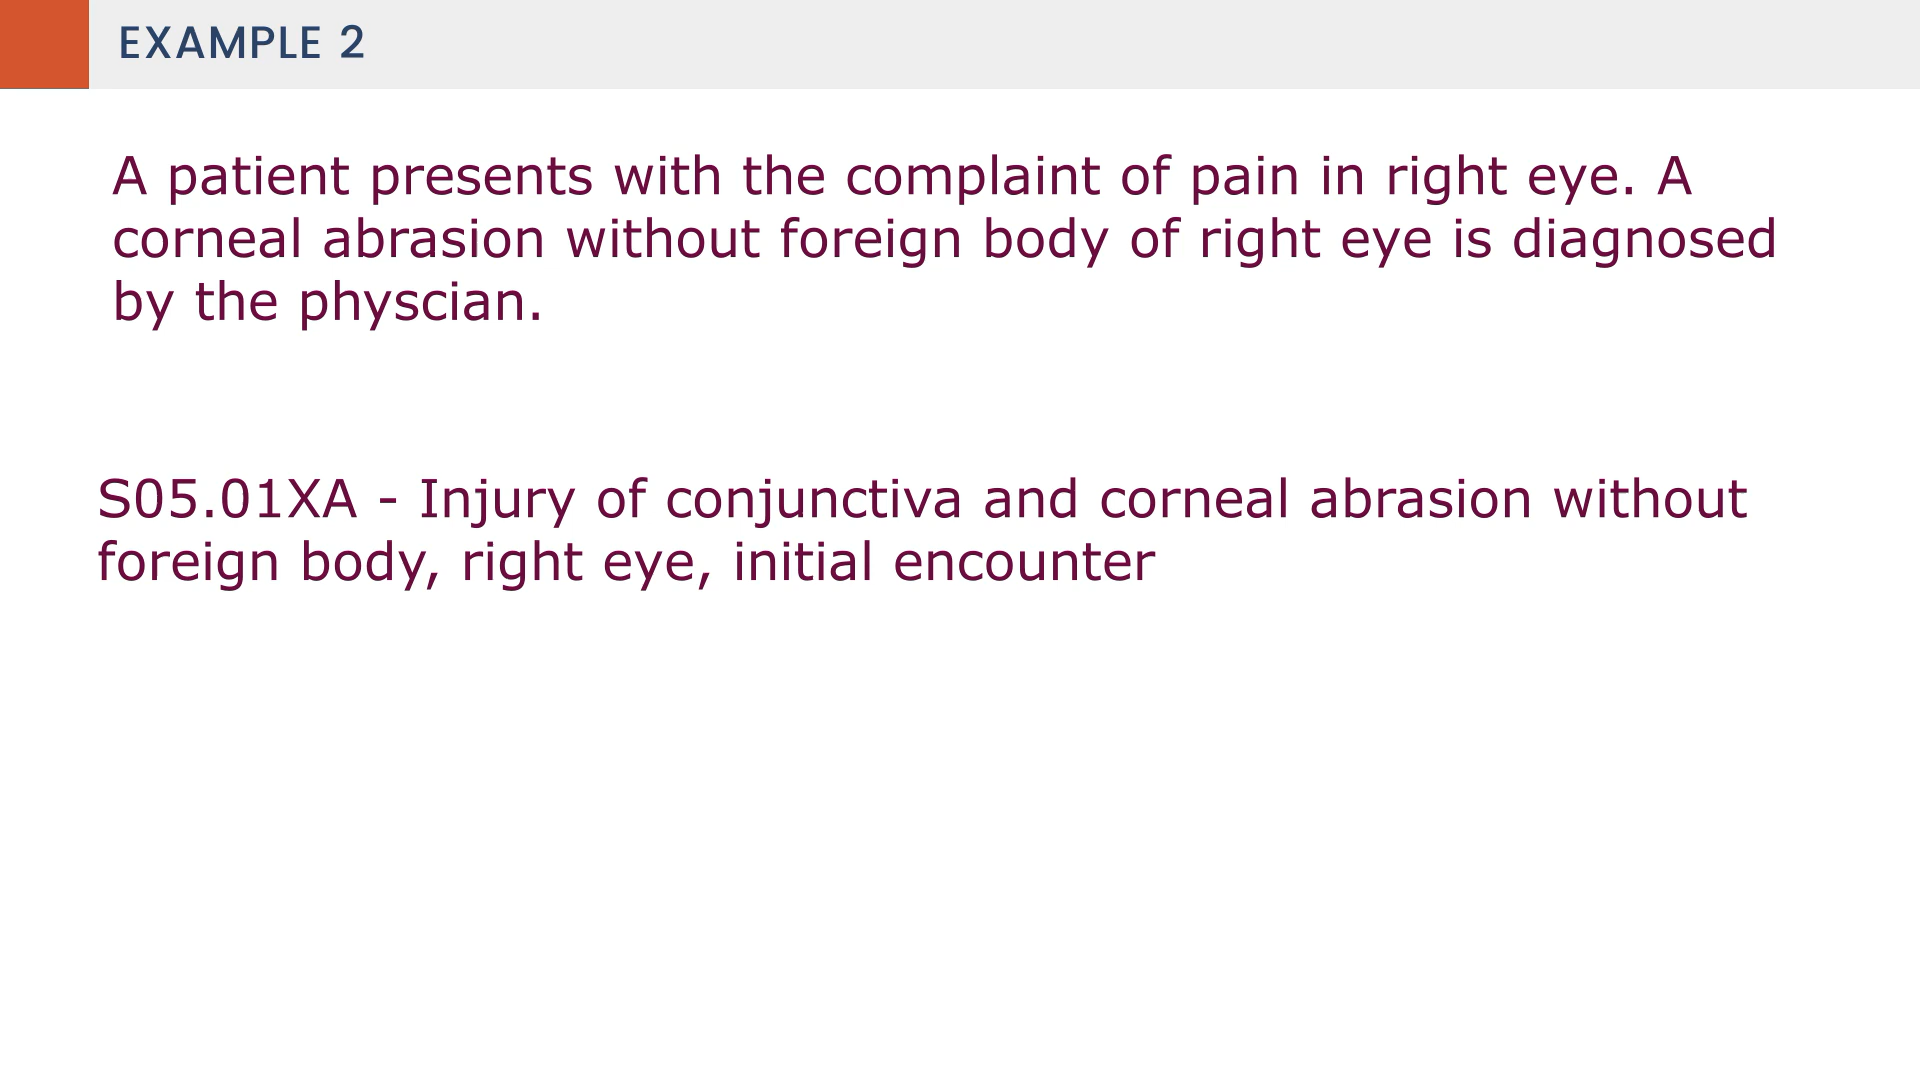 EXAMPLE 2
A patient presents with the complaint of pain in right eye. A
corneal abrasion without foreign body of right eye is diagnosed
by the physcian.
S05.01XA - Injury of conjunctiva and corneal abrasion without
foreign body, right eye, initial encounter